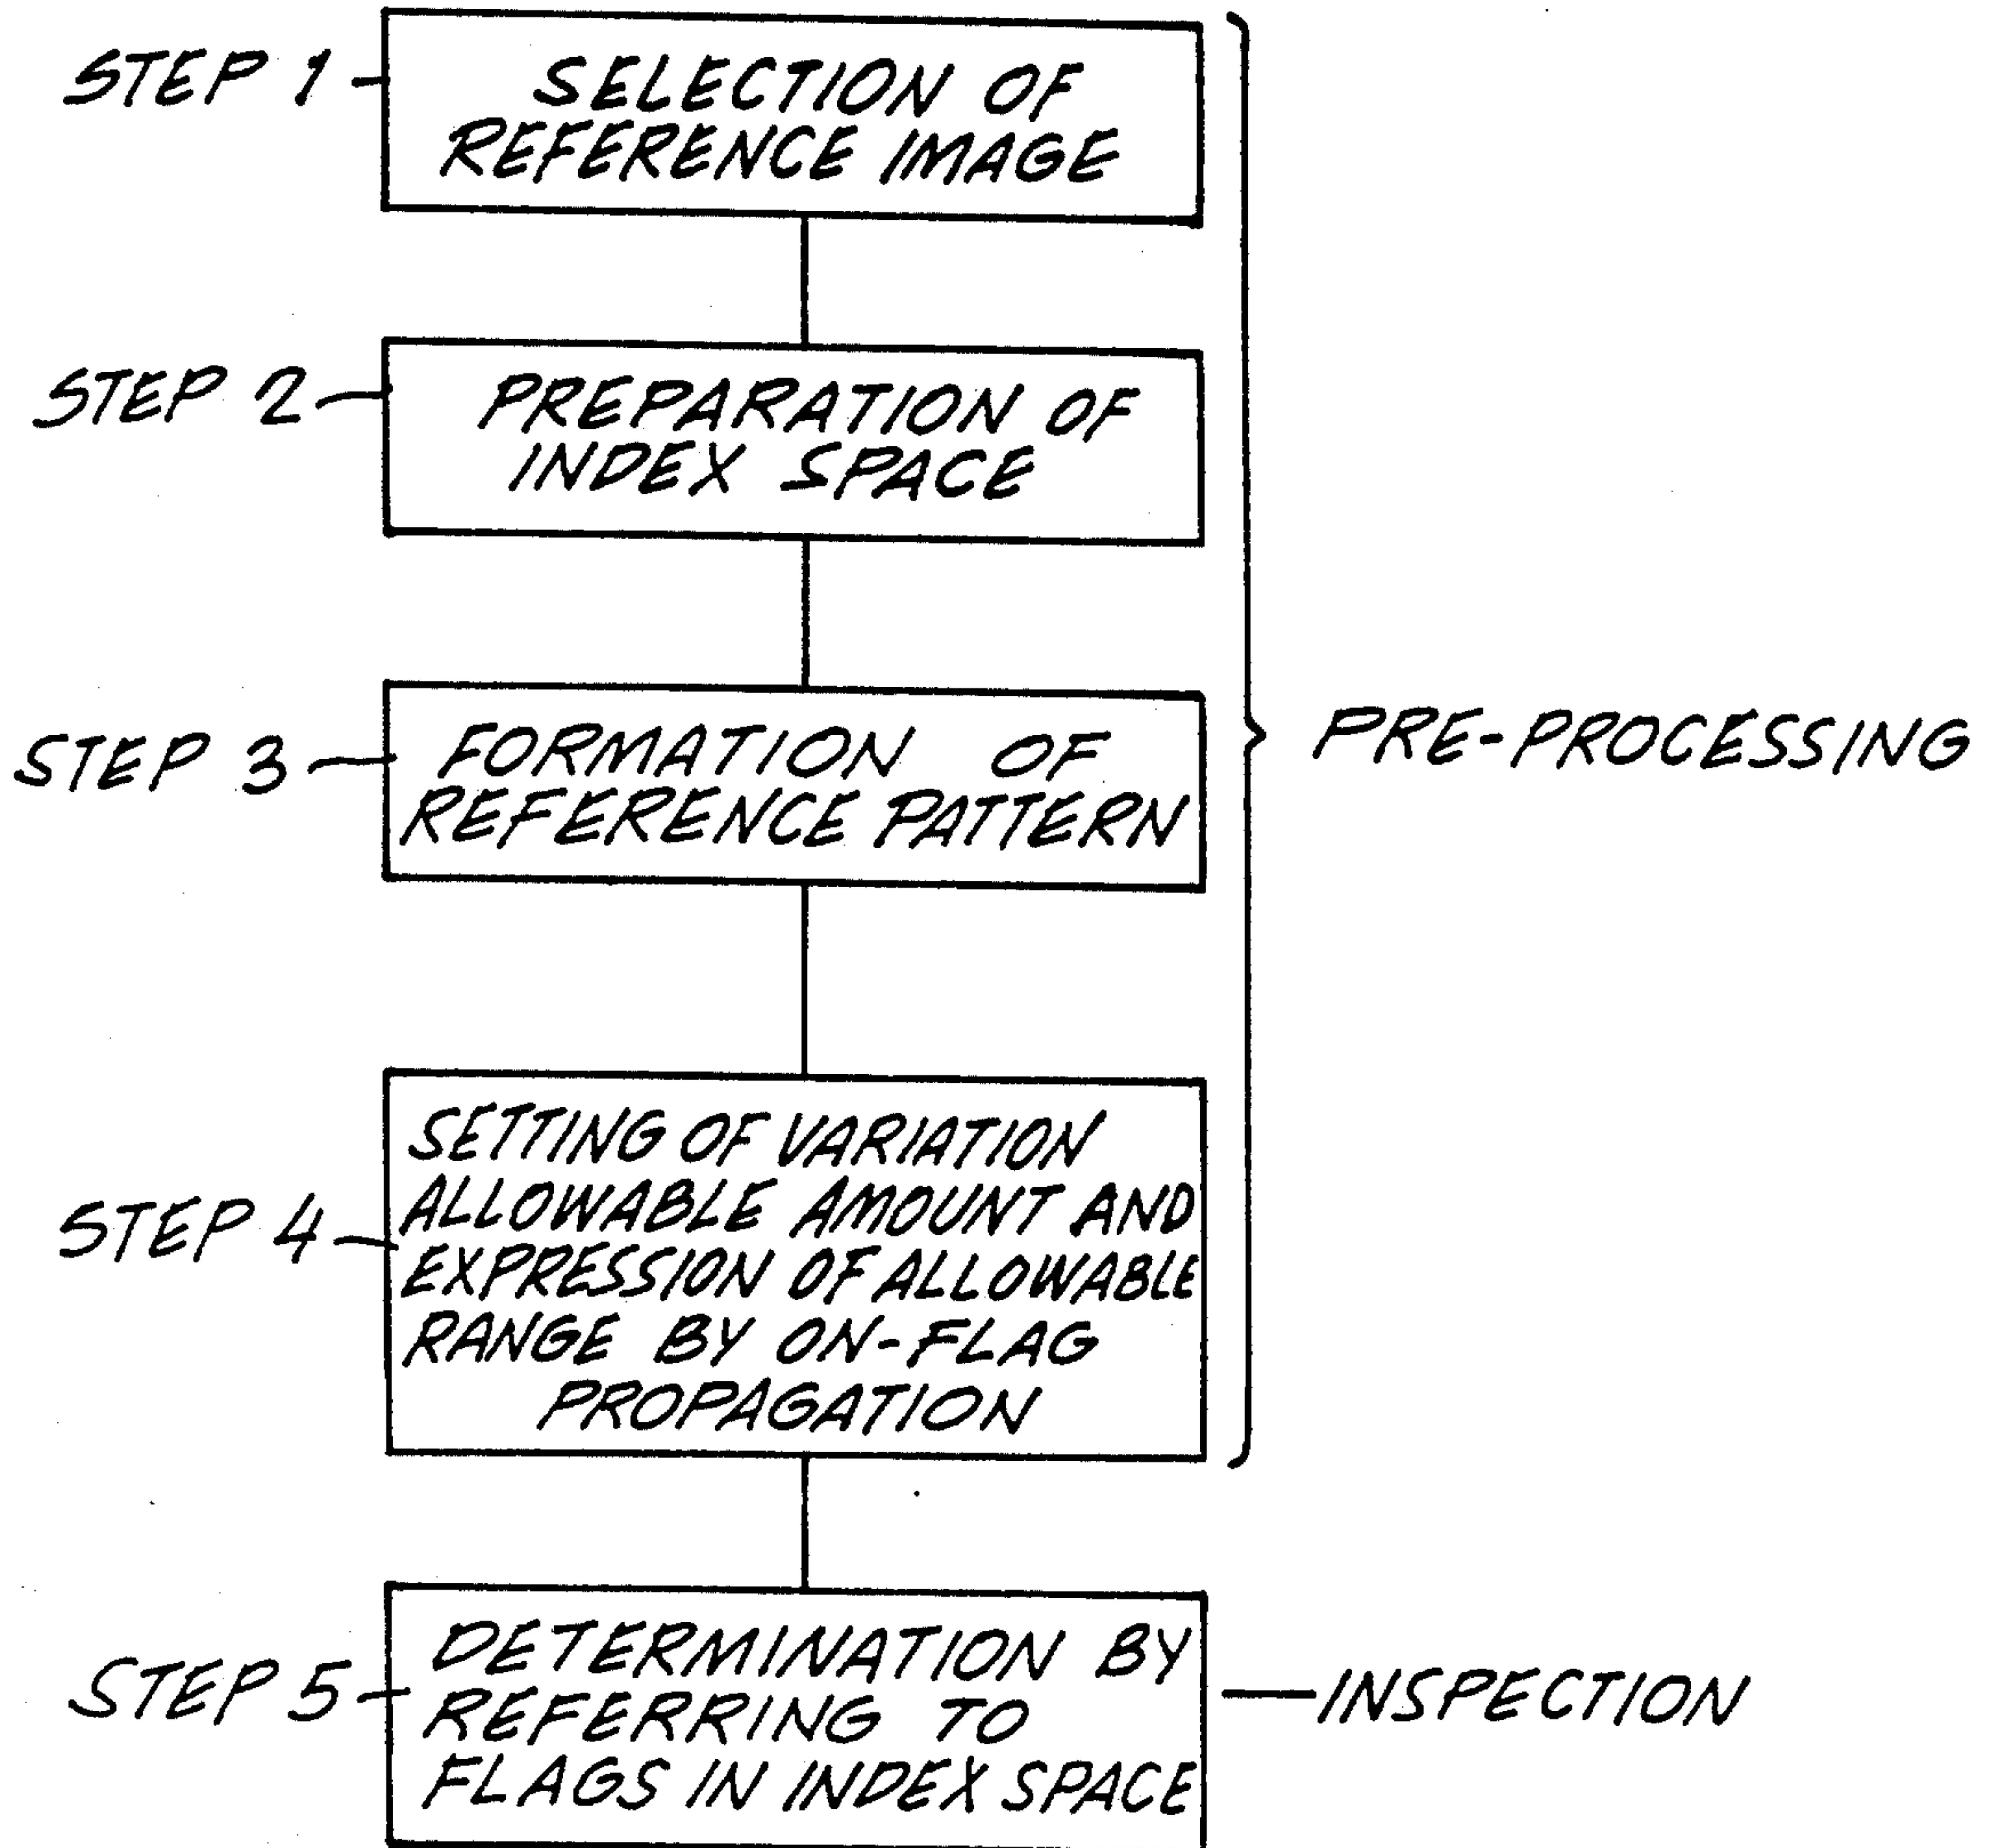 STEP 1
SELECTION OF
REFERENCE IMAGE
STEP 2
PREPARATION OF
INDEX SPACE
STEP 3
FORMATION OF
REFERENCE PATTERN
PRE-PROCESSING
STEP 4
SETTING OF VARIATION
ALLOWABLE AMOUNT AND
EXPRESSION OF ALLOWABLE
RANGE BY ON-FLAG
PROPAGATION
STEP 5
DETERMINATION BY
REFERRING TO
FLAGS IN INDEX SPACE
INSPECTION